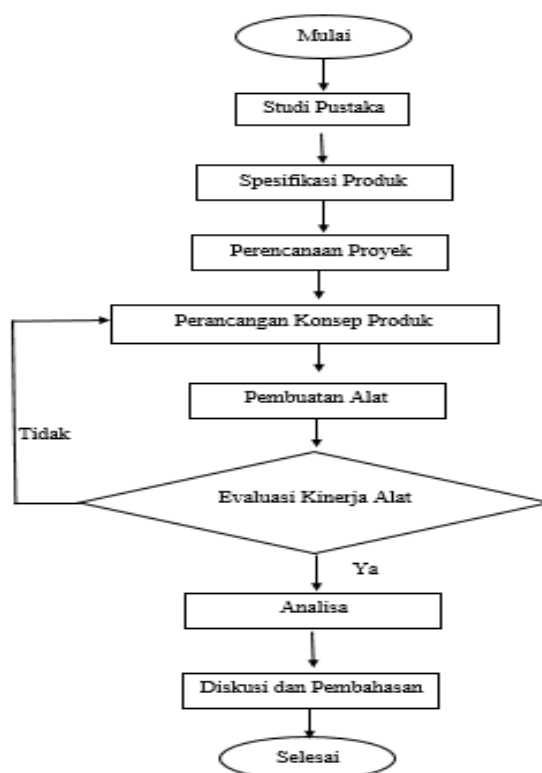 Mulai
Studi Pustaka
Spesifikasi Produk
Perencanaan Proyek
Perancangan Konsep Produk
Pembuatan Alat
Tidak
Evaluasi Kinerja Alat
Ya
Analisa
Diskusi dan Pembahasan
Selesai